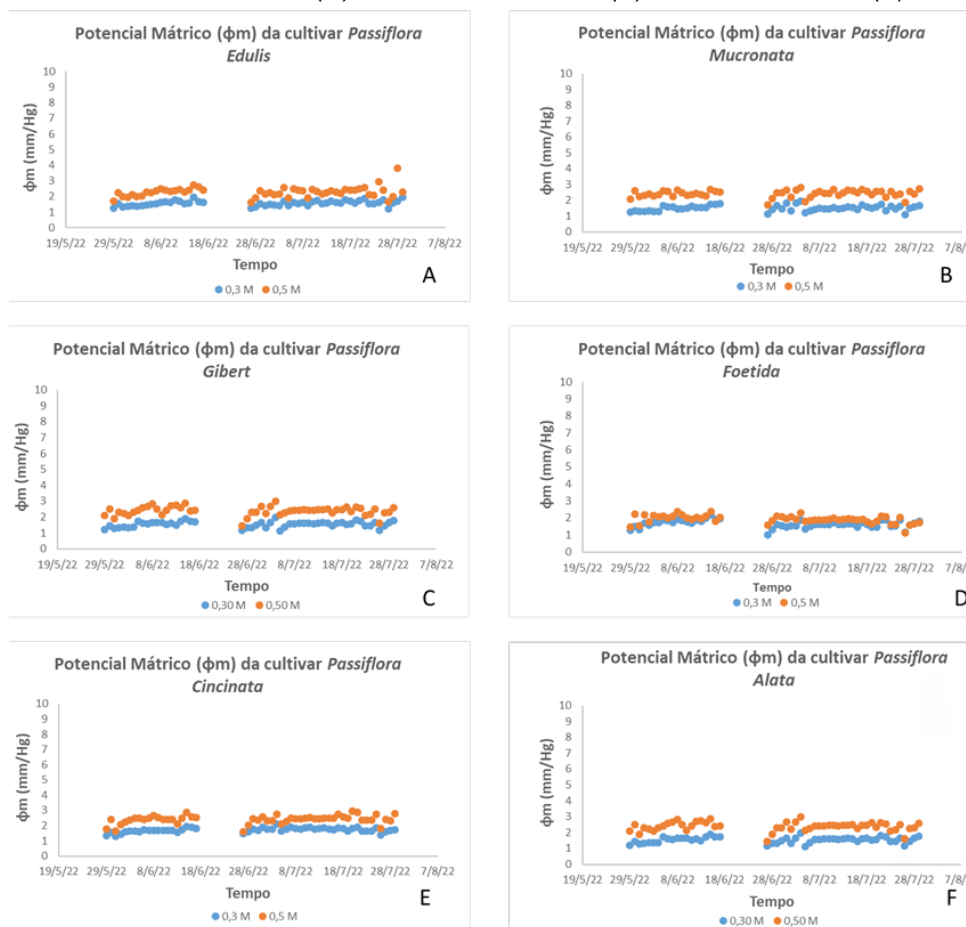 Potencial Mátrico (ϕm) da cultivar Passiflora
Edulis
ϕm (mm/Hg)
10
9
8
7
6
5
4
3
2
1
0
19/5/22 29/5/22 8/6/22 18/6/22 28/6/22 8/7/22 18/7/22 28/7/22 7/8/22
Tempo
A
0,3 M 0,5 M
Potencial Mátrico (ϕm) da cultivar Passiflora
Mucronata
ϕm (mm/Hg)
10
9
8
7
6
5
4
3
2
1
0
19/5/22 29/5/22 8/6/22 18/6/22 28/6/22 8/7/22 18/7/22 28/7/22 7/8/
Tempo
B
0,3 M 0,5 M
Potencial Mátrico (ϕm) da cultivar Passiflora
Gibert
ϕm (mm/Hg)
10
9
8
7
6
5
4
3
2
1
0
19/5/22 29/5/22 8/6/22 18/6/22 28/6/22 8/7/22 18/7/22 28/7/22 7/8/22
Tempo
C
0,30 M 0,50 M
Potencial Mátrico (ϕm) da cultivar Passiflora
Foetida
ϕm (mm/Hg)
10
9
8
7
6
5
4
3
2
1
0
19/5/22 29/5/22 8/6/22 18/6/22 28/6/22 8/7/22 18/7/22 28/7/22 7/8/
Tempo
D
0,3 M 0,5 M
Potencial Mátrico (ϕm) da cultivar Passiflora
Cincinata
ϕm (mm/Hg)
10
9
8
7
6
5
4
3
2
1
0
19/5/22 29/5/22 8/6/22 18/6/22 28/6/22 8/7/22 18/7/22 28/7/22 7/8/22
Tempo
E
0,3 M 0,5 M
Potencial Mátrico (ϕm) da cultivar Passiflora
Alata
ϕm (mm/Hg)
10
9
8
7
6
5
4
3
2
1
0
19/5/22 29/5/22 8/6/22 18/6/22 28/6/22 8/7/22 18/7/22 28/7/22 7/8/
Tempo
F
0,30 M 0,50 M